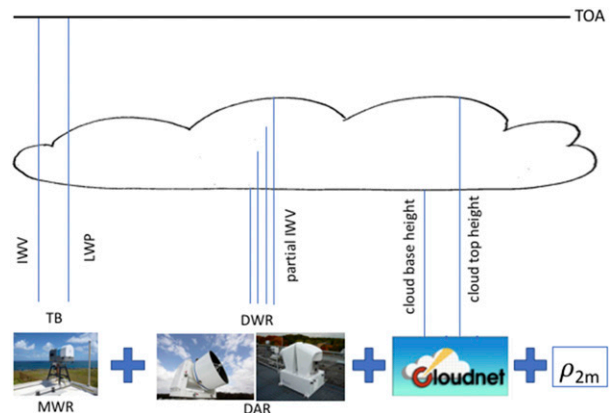 TOA
IWV
LWP
partial IWV
cloud base height
cloud top height
TB
DWR
Cloudnet
ρ2m
MWR
DAR